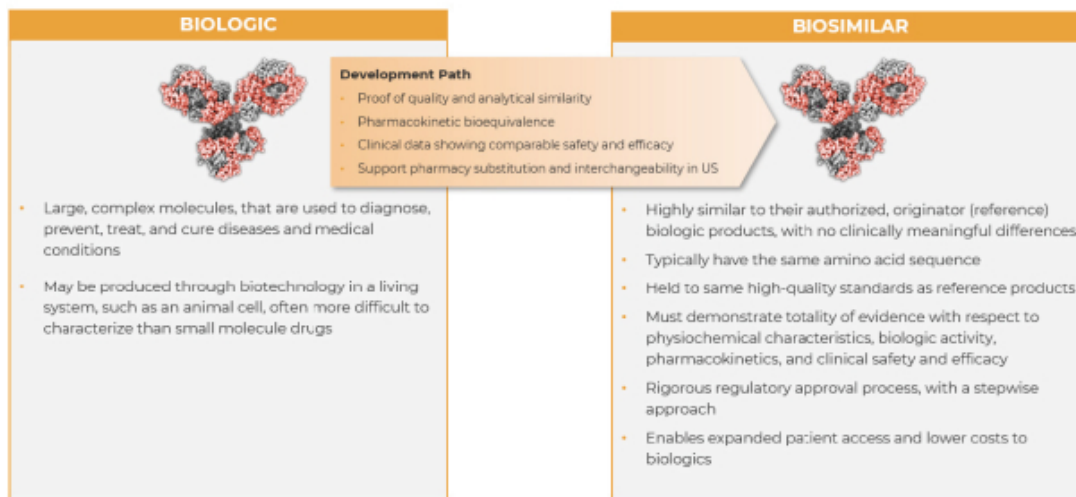 BIOLOGIC
Development Path
• Proof of quality and analytical similarity
• Pharmacokinetic bioequivalence
• Clinical data showing comparable safety and efficacy
• Support pharmacy substitution and interchangeability in US
• Large, complex molecules, that are used to diagnose,
prevent, treat, and cure diseases and medical
conditions
• May be produced through biotechnology in a living
system, such as an animal cell, often more difficult to
characterize than small molecule drugs
BIOSIMILAR
• Highly similar to their authorized, originator (reference)
biologic products, with no clinically meaningful differences
• Typically have the same amino acid sequence
• Held to same high-quality standards as reference products
• Must demonstrate totality of evidence with respect to
physiochemical characteristics, biologic activity,
pharmacokinetics, and clinical safety and efficacy
• Rigorous regulatory approval process, with a stepwise
approach
• Enables expanded patient access and lower costs to
biologics